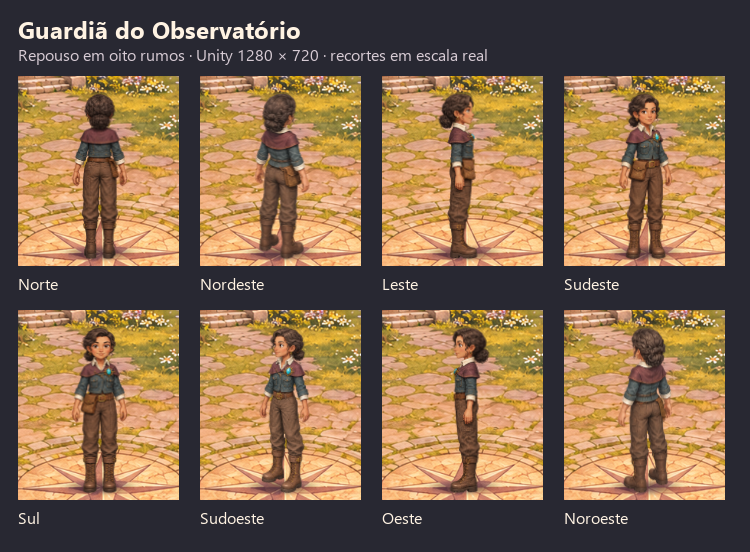 Guardiã do Observatório
Repouso em oito rumos · Unity 1280 × 720 · recortes em escala real
Norte
Nordeste
Leste
Sudeste
Sul
Sudoeste
Oeste
Noroeste